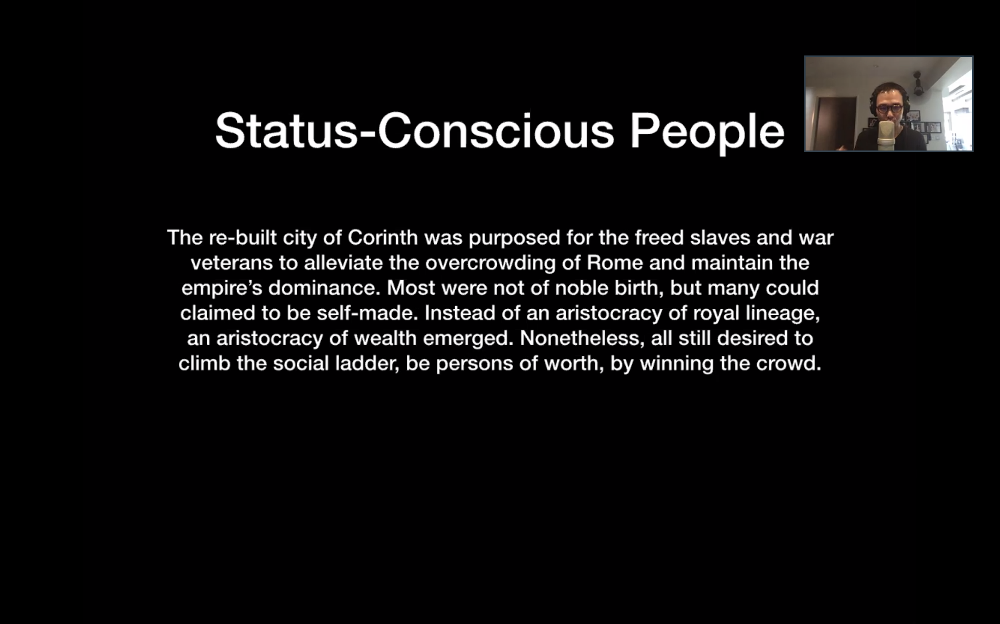 Status-Conscious People
The re-built city of Corinth was purposed for the freed slaves and war
veterans to alleviate the overcrowding of Rome and maintain the
empire’s dominance. Most were not of noble birth, but many could
claimed to be self-made. Instead of an aristocracy of royal lineage,
an aristocracy of wealth emerged. Nonetheless, all still desired to
climb the social ladder, be persons of worth, by winning the crowd.